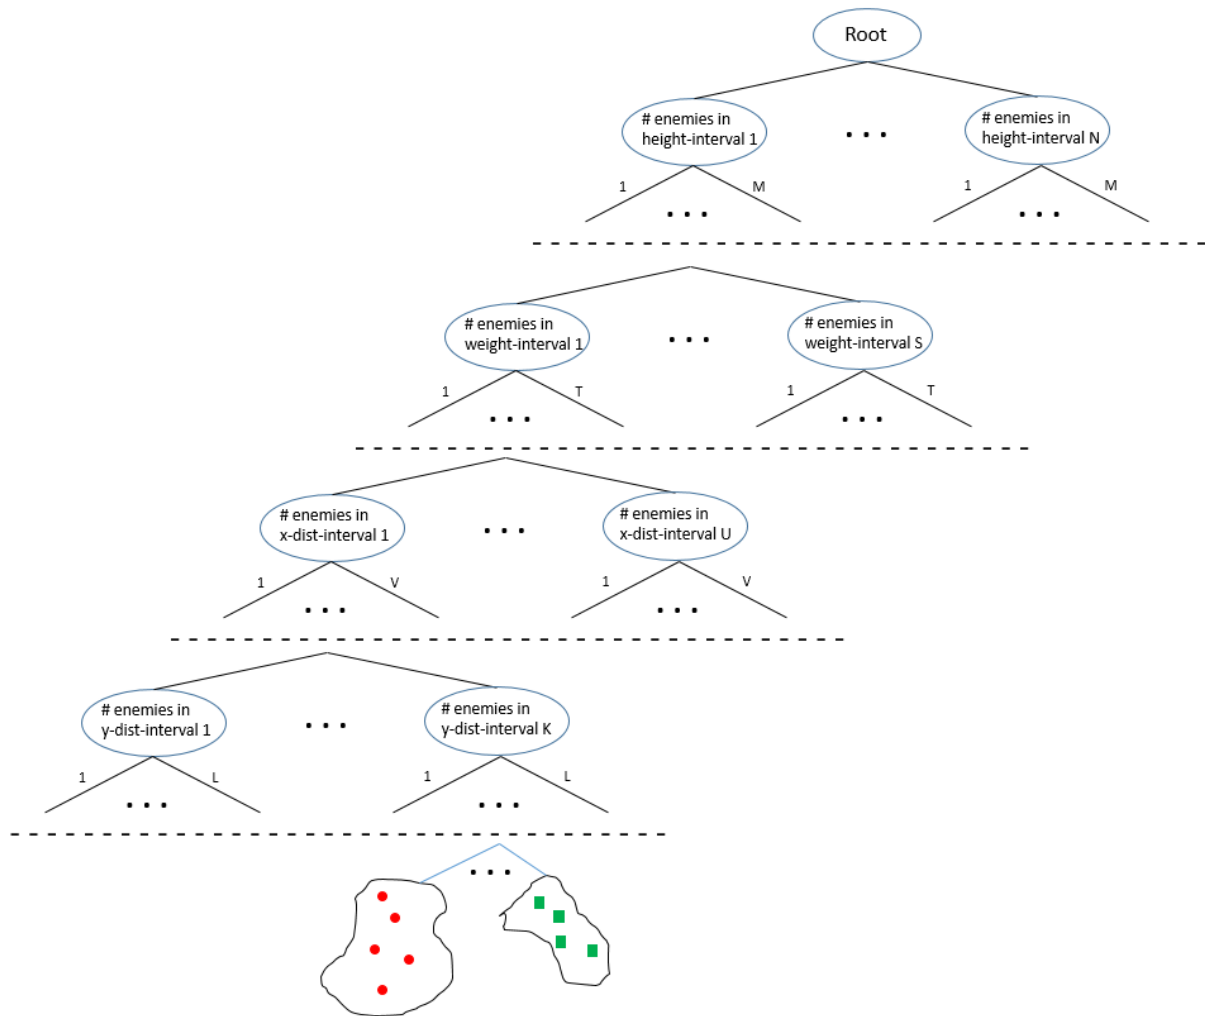 Root
# enemies in
height-interval 1
. . .
# enemies in
height-interval N
1
M
1
M
. . .
. . .
# enemies in
weight-interval 1
. . .
# enemies in
weight-interval S
1
T
1
T
. . .
. . .
# enemies in
x-dist-interval 1
. . .
# enemies in
x-dist-interval U
1
V
1
V
. . .
. . .
# enemies in
y-dist-interval 1
. . .
# enemies in
y-dist-interval K
1
L
1
L
. . .
. . .
. . .